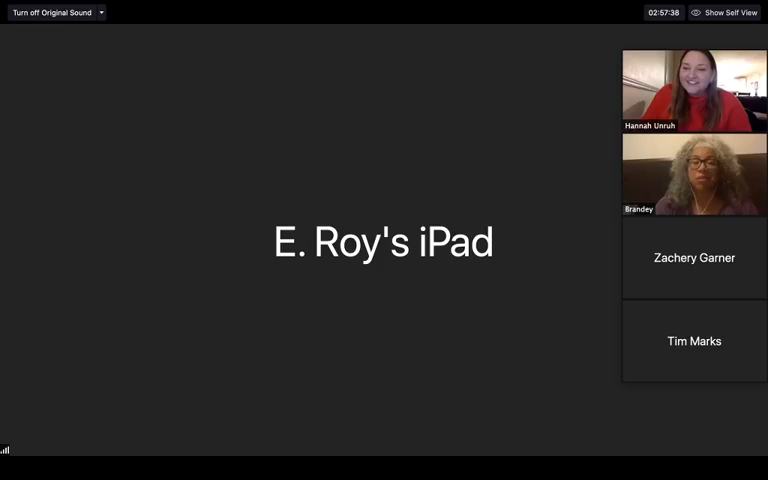 Turn off Original Sound
02:57:38
Show Self View
Hannah Unruh
Brandey
E. Roy's iPad
Zachery Garner
Tim Marks